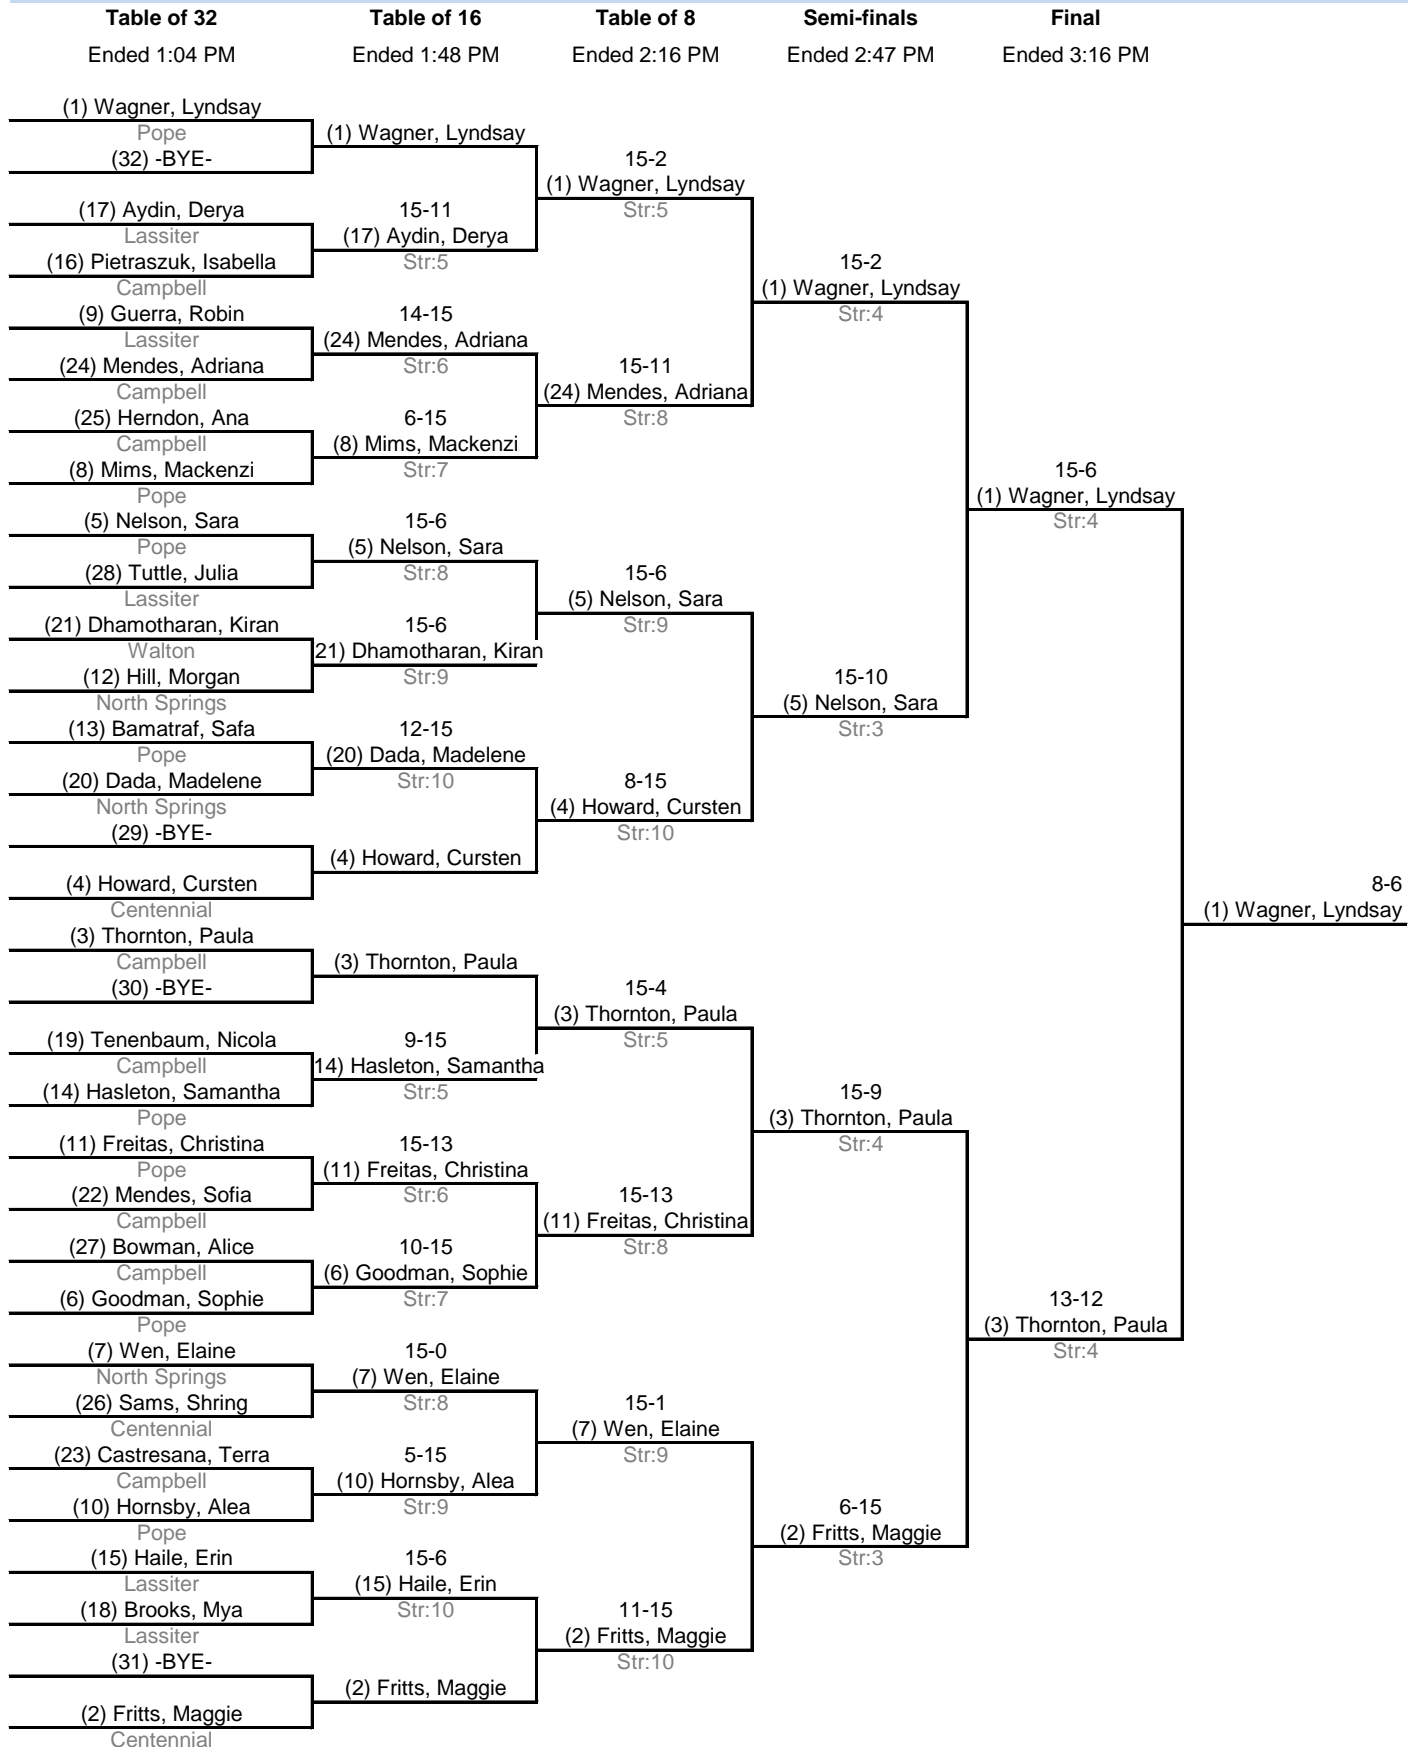 Table of 32
Table of 16
Table of 8
Semi-finals
Final
Ended 1:04 PM
Ended 1:48 PM
Ended 2:16 PM
Ended 2:47 PM
Ended 3:16 PM
(1) Wagner, Lyndsay
Pope
(32) -BYE-
(17) Aydin, Derya
Lassiter
(16) Pietraszuk, Isabella
Campbell
(9) Guerra, Robin
Lassiter
(24) Mendes, Adriana
Campbell
(25) Herndon, Ana
Campbell
(8) Mims, Mackenzi
Pope
(5) Nelson, Sara
Pope
(28) Tuttle, Julia
Lassiter
(21) Dhamotharan, Kiran
Walton
(12) Hill, Morgan
North Springs
(13) Bamatraf, Safa
Pope
(20) Dada, Madelene
North Springs
(29) -BYE-
(4) Howard, Cursten
Centennial
(3) Thornton, Paula
Campbell
(30) -BYE-
(19) Tenenbaum, Nicola
Campbell
(14) Hasleton, Samantha
Pope
(11) Freitas, Christina
Pope
(22) Mendes, Sofia
Campbell
(27) Bowman, Alice
Campbell
(6) Goodman, Sophie
Pope
(7) Wen, Elaine
North Springs
(26) Sams, Shring
Centennial
(23) Castresana, Terra
Campbell
(10) Hornsby, Alea
Pope
(15) Haile, Erin
Lassiter
(18) Brooks, Mya
Lassiter
(31) -BYE-
(2) Fritts, Maggie
Centennial
(1) Wagner, Lyndsay
15-11
(17) Aydin, Derya
Str:5
14-15
(24) Mendes, Adriana
Str:6
6-15
(8) Mims, Mackenzi
Str:7
15-6
(5) Nelson, Sara
Str:8
15-6
21) Dhamotharan, Kiran
Str:9
12-15
(20) Dada, Madelene
Str:10
(4) Howard, Cursten
(3) Thornton, Paula
9-15
14) Hasleton, Samantha
Str:5
15-13
(11) Freitas, Christina
Str:6
10-15
(6) Goodman, Sophie
Str:7
15-0
(7) Wen, Elaine
Str:8
5-15
(10) Hornsby, Alea
Str:9
15-6
(15) Haile, Erin
Str:10
(2) Fritts, Maggie
15-2
(1) Wagner, Lyndsay
Str:5
15-11
(24) Mendes, Adriana
Str:8
15-6
(5) Nelson, Sara
Str:9
8-15
(4) Howard, Cursten
Str:10
15-4
(3) Thornton, Paula
Str:5
15-13
(11) Freitas, Christina
Str:8
15-1
(7) Wen, Elaine
Str:9
11-15
(2) Fritts, Maggie
Str:10
15-2
(1) Wagner, Lyndsay
Str:4
15-10
(5) Nelson, Sara
Str:3
15-9
(3) Thornton, Paula
Str:4
6-15
(2) Fritts, Maggie
Str:3
15-6
(1) Wagner, Lyndsay
Str:4
13-12
(3) Thornton, Paula
Str:4
8-6
(1) Wagner, Lyndsay